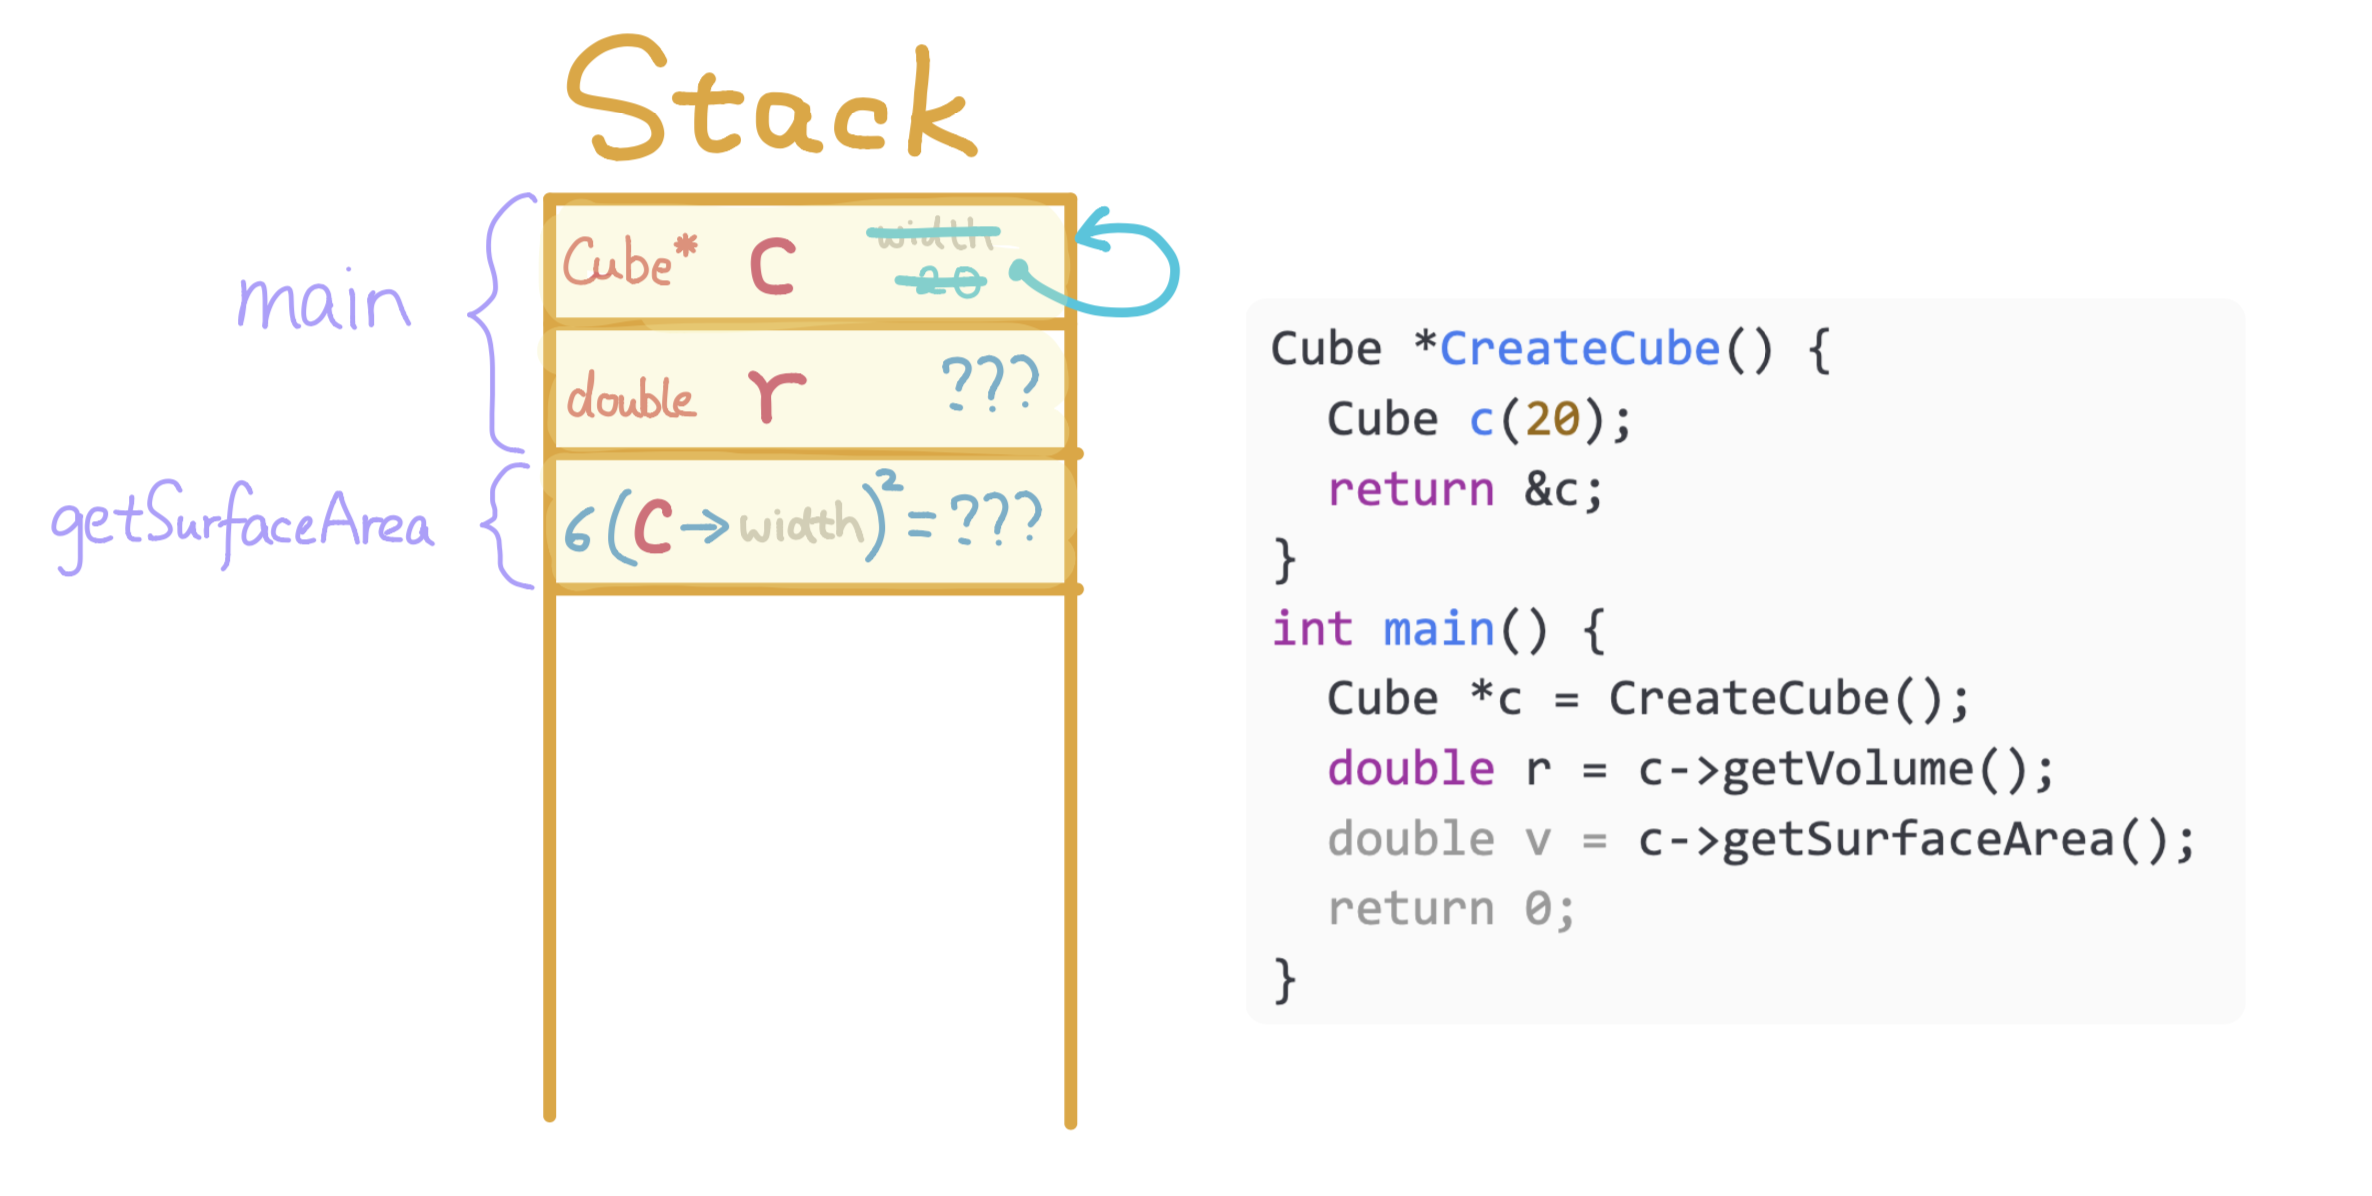 Stack
main
Cube* c width
20
double r ???
getSurfaceArea
6(c→width)² = ???
Cube *CreateCube() {
  Cube c(20);
  return &c;
}
int main() {
  Cube *c = CreateCube();
  double r = c->getVolume();
  double v = c->getSurfaceArea();
  return 0;
}